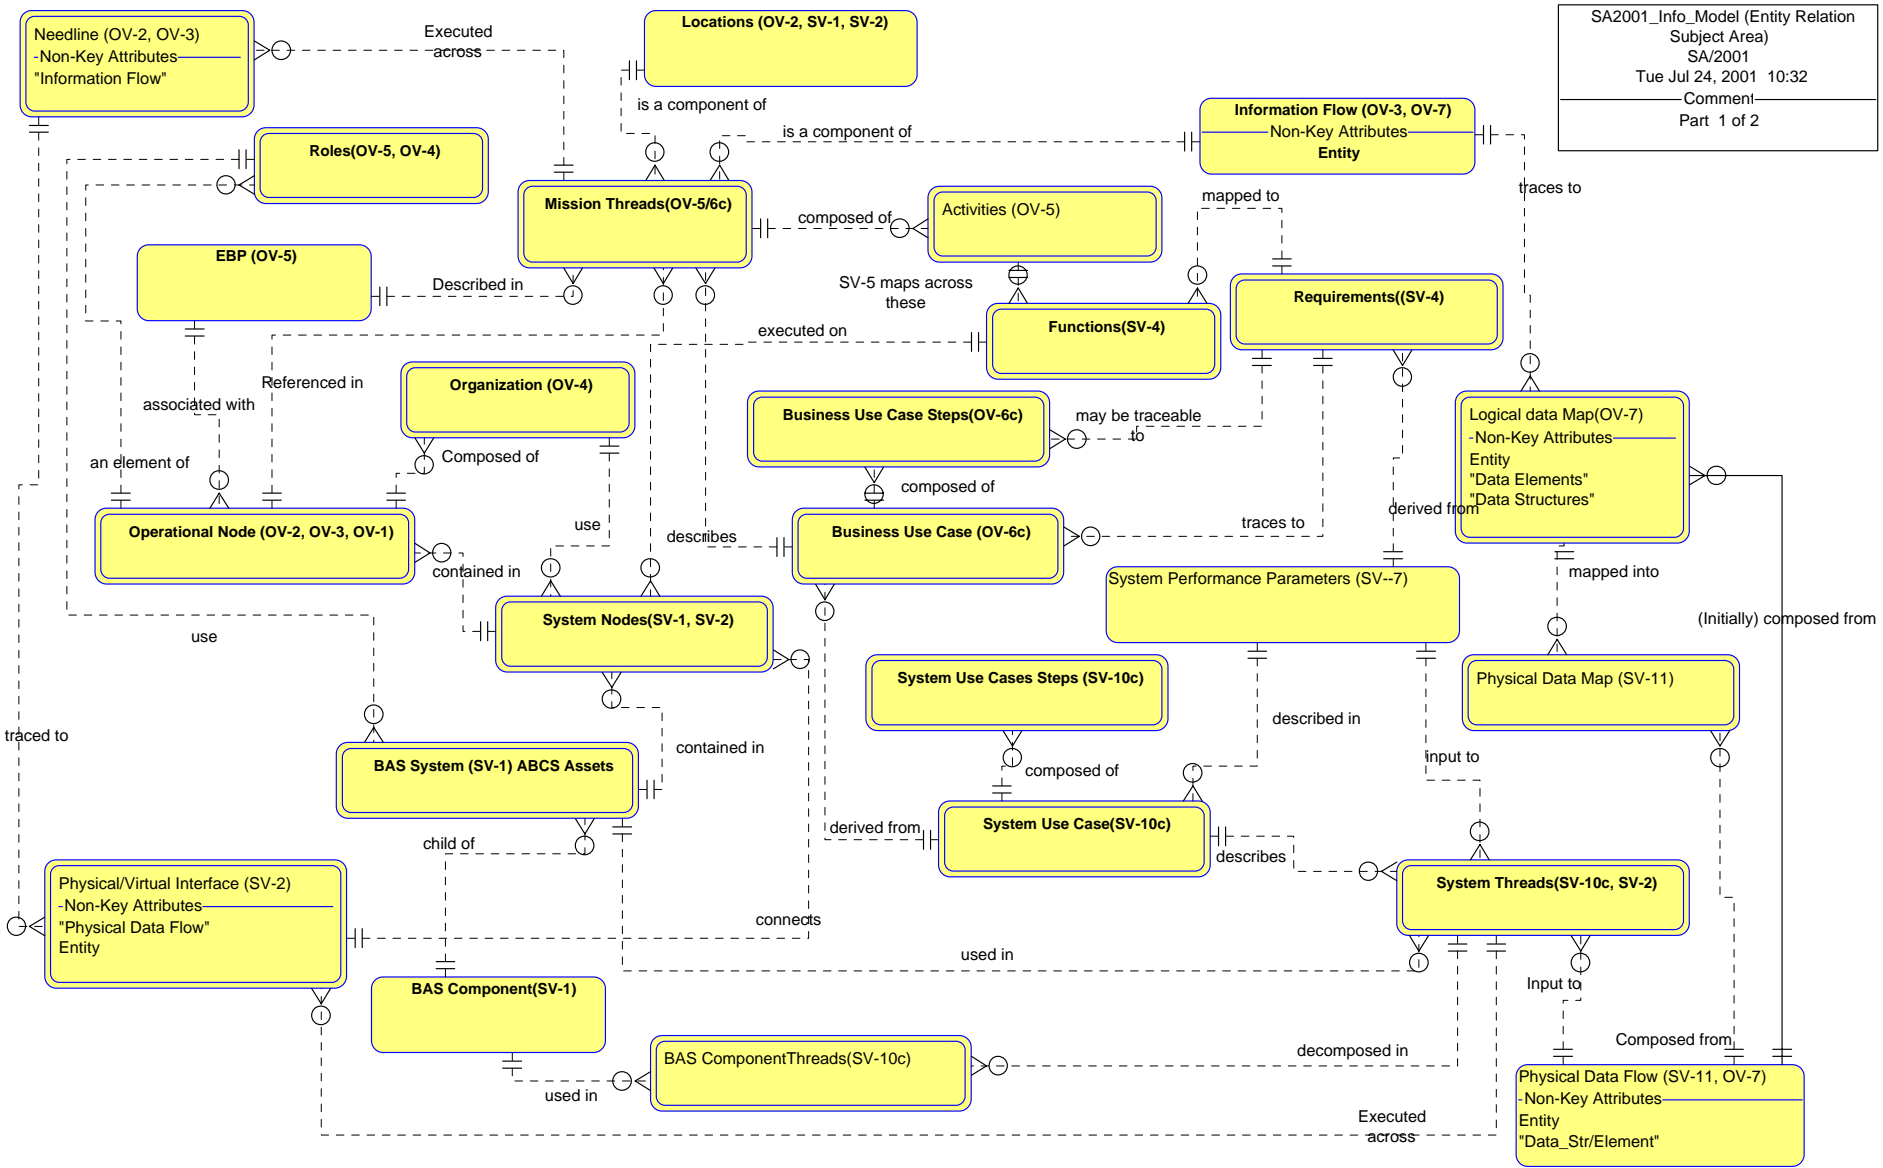 Needline (OV-2, OV-3)
Non-Key Attributes
"Information Flow"
Executed
across
Locations (OV-2, SV-1, SV-2)
SA2001_Info_Model (Entity Relation
Subject Area)
SA/2001
Tue Jul 24, 2001  10:32
Comment
Part  1 of 2
is a component of
is a component of
Information Flow (OV-3, OV-7)
Non-Key Attributes
Entity
Roles(OV-5, OV-4)
traces to
Mission Threads(OV-5/6c)
composed of
Activities (OV-5)
mapped to
EBP (OV-5)
Described in
SV-5 maps across
these
Requirements((SV-4)
executed on
Functions(SV-4)
Referenced in
associated with
Organization (OV-4)
Business Use Case Steps(OV-6c)
may be traceable
to
Logical data Map(OV-7)
Non-Key Attributes
Entity
"Data Elements"
"Data Structures"
an element of
Composed of
composed of
derived from
Operational Node (OV-2, OV-3, OV-1)
use
describes
Business Use Case (OV-6c)
traces to
contained in
System Performance Parameters (SV--7)
mapped into
System Nodes(SV-1, SV-2)
(Initially) composed from
use
System Use Cases Steps (SV-10c)
Physical Data Map (SV-11)
described in
traced to
contained in
input to
BAS System (SV-1) ABCS Assets
composed of
child of
derived from
System Use Case(SV-10c)
describes
Physical/Virtual Interface (SV-2)
Non-Key Attributes
"Physical Data Flow"
Entity
System Threads(SV-10c, SV-2)
connects
used in
BAS Component(SV-1)
Input to
BAS ComponentThreads(SV-10c)
decomposed in
Composed from
used in
Physical Data Flow (SV-11, OV-7)
Non-Key Attributes
Entity
"Data_Str/Element"
Executed
across